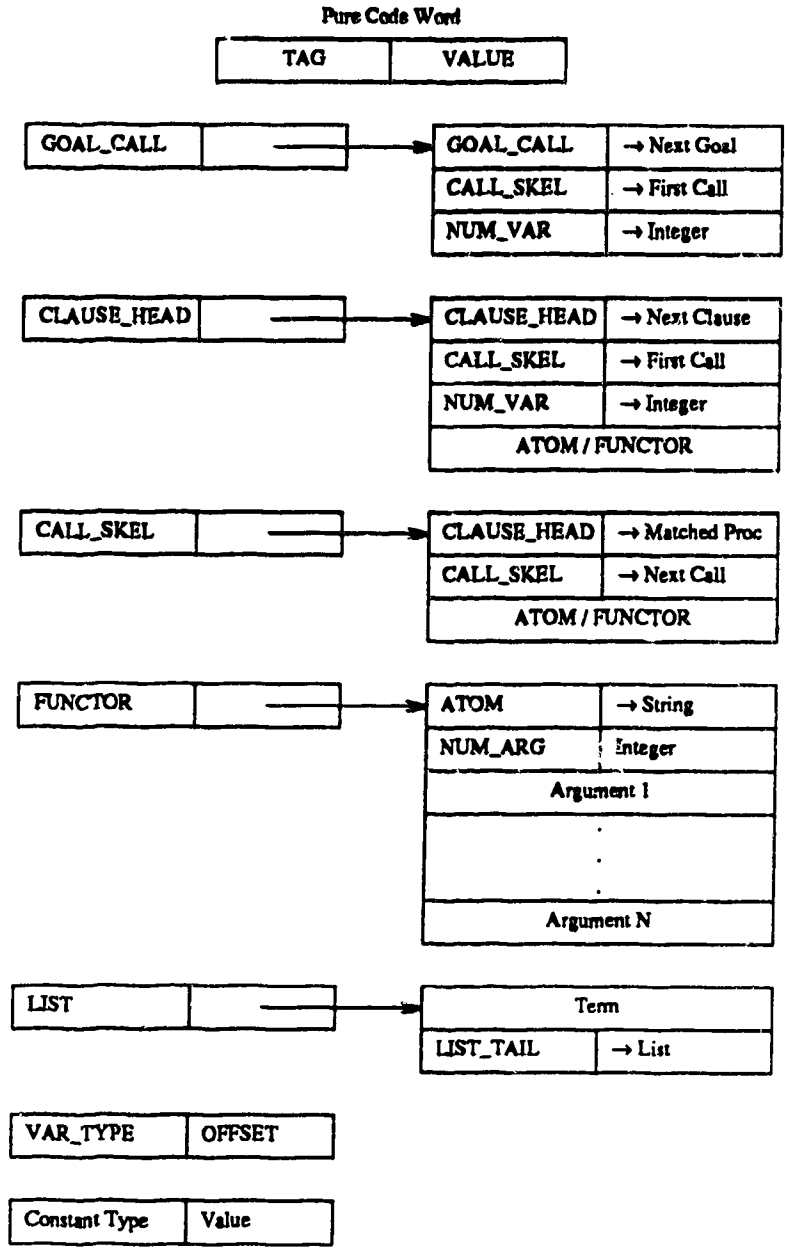 Pure Code Word
TAG VALUE
GOAL_CALL GOAL_CALL → Next Goal
CALL_SKEL → First Call
NUM_VAR → Integer
CLAUSE_HEAD CLAUSE_HEAD → Next Clause
CALL_SKEL → First Call
NUM_VAR → Integer
ATOM / FUNCTOR
CALL_SKEL CLAUSE_HEAD → Matched Proc
CALL_SKEL → Next Call
ATOM / FUNCTOR
FUNCTOR ATOM → String
NUM_ARG Integer
Argument 1
.
.
.
Argument N
LIST Term
LIST_TAIL → List
VAR_TYPE OFFSET
Constant Type Value